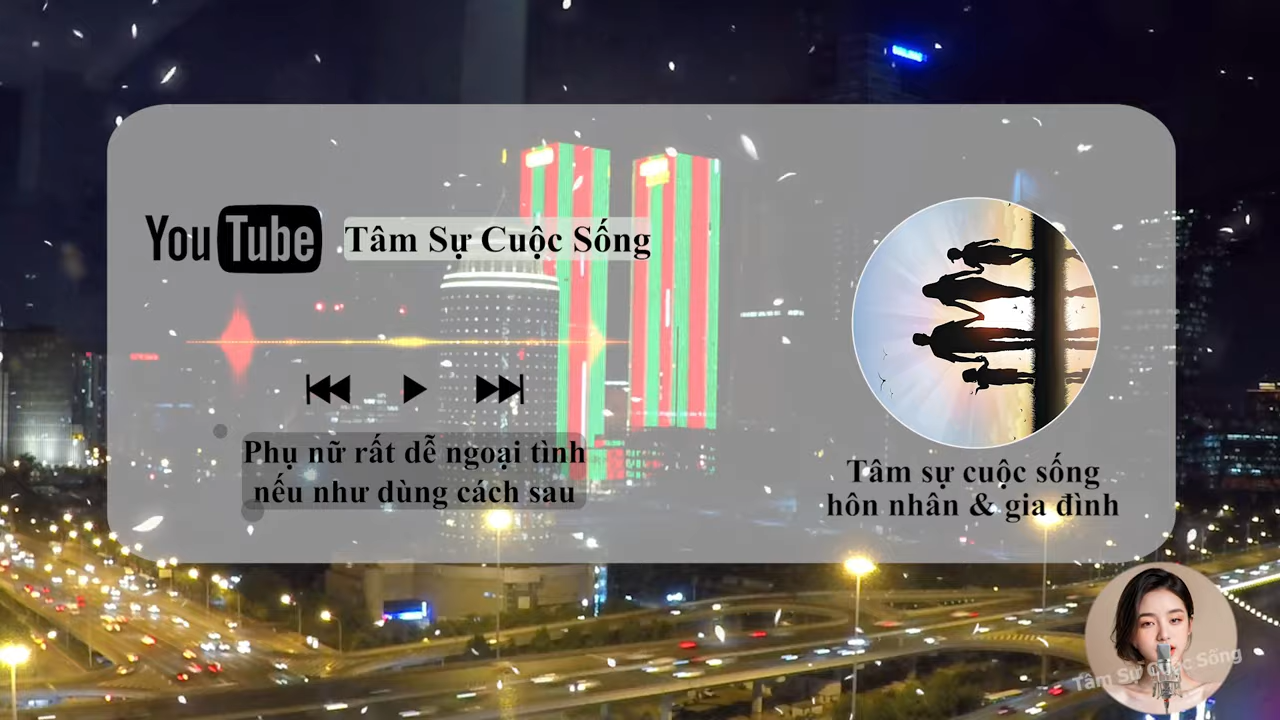 YouTube
Tâm Sự Cuộc Sống
Phụ nữ rất dễ ngoại tình
nếu như dùng cách sau
Tâm sự cuộc sống
hôn nhân & gia đình
Tâm Sự Cuộc Sống